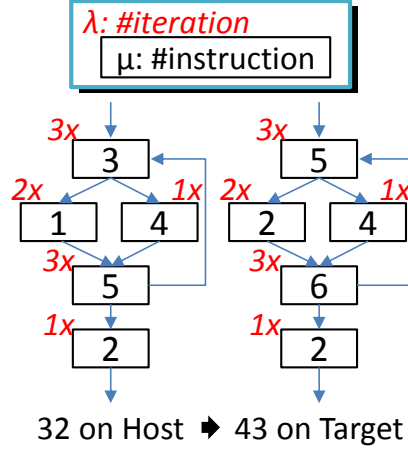 λ: #iteration
μ: #instruction
3x 3x
3 5
2x 1x 2x 1x
1 4 2 4
3x 3x
5 6
1x 1x
2 2
32 on Host 🡆 43 on Target